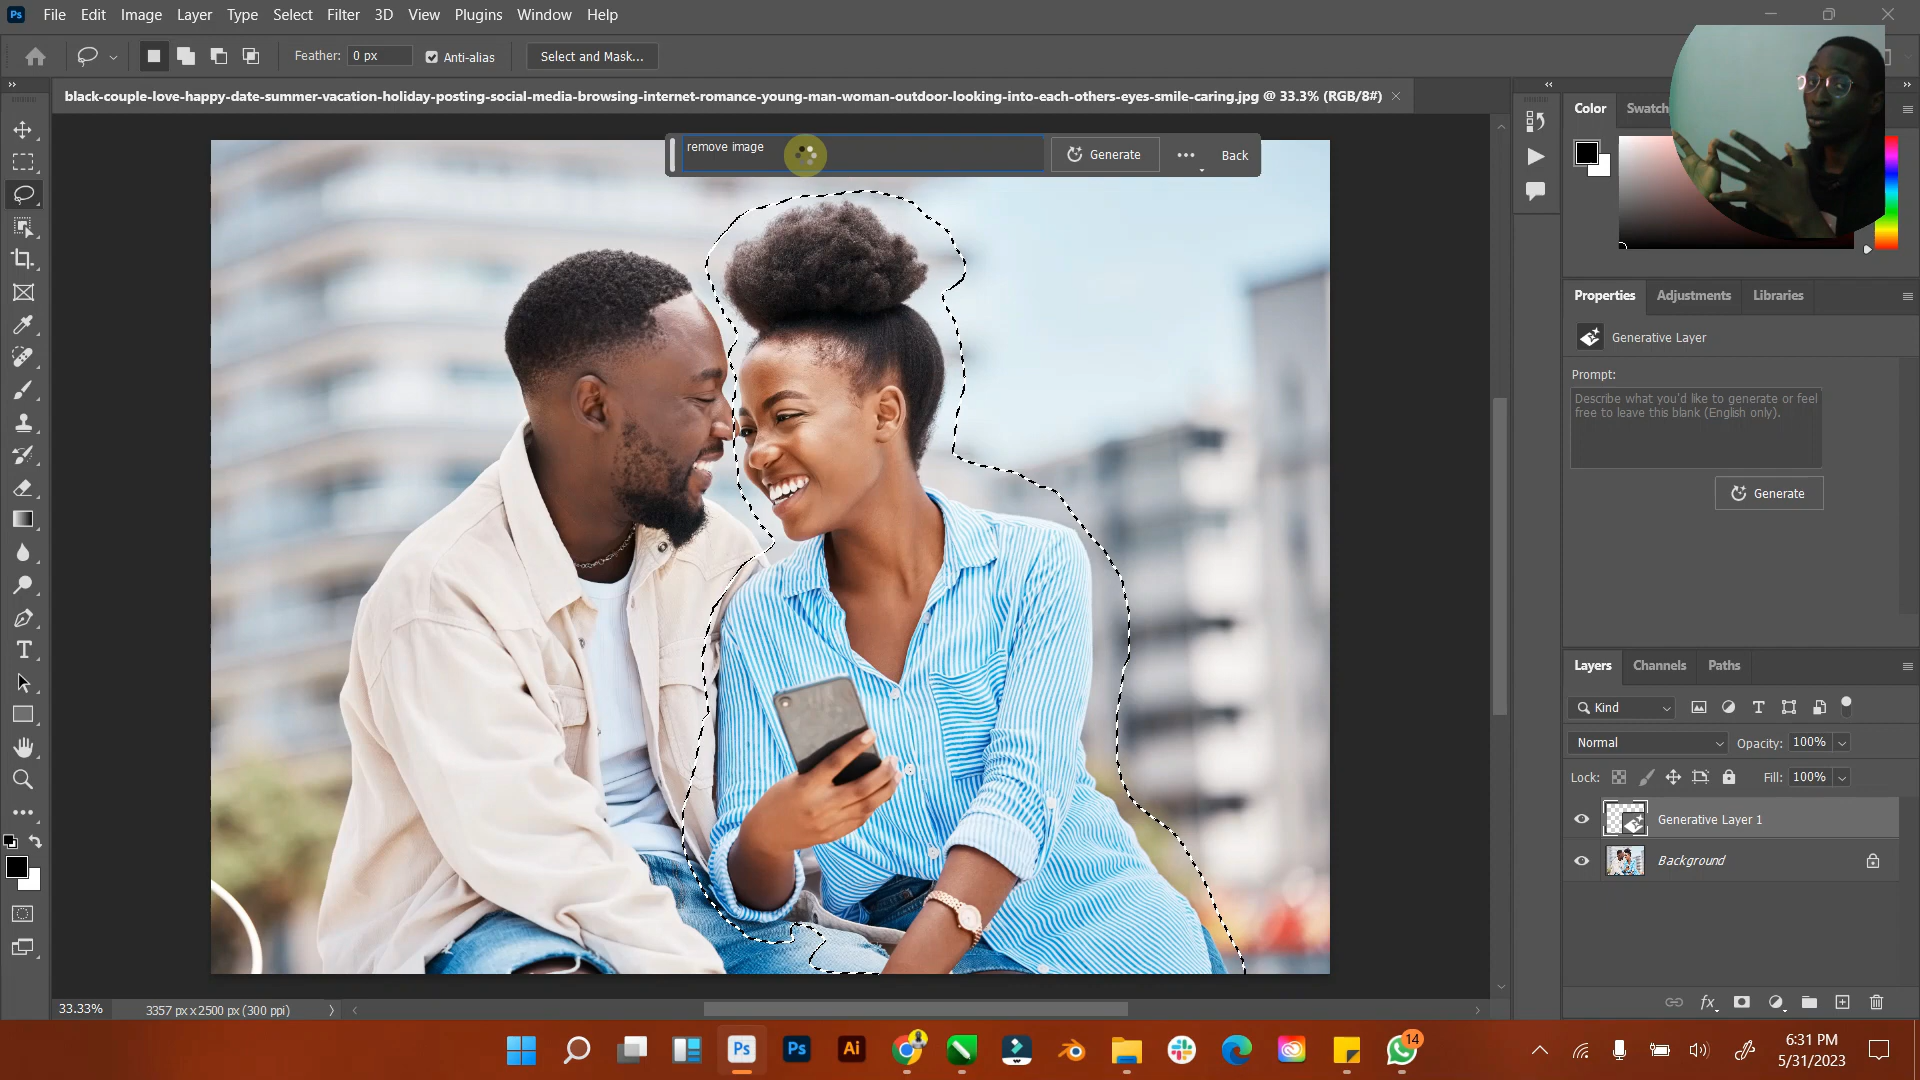 Ps File Edit Image Layer Type Select Filter 3D View Plugins Window Help
Feather: 0 px Anti-alias Select and Mask...
black-couple-love-happy-date-summer-vacation-holiday-posting-social-media-browsing-internet-romance-young-man-woman-outdoor-looking-into-each-others-eyes-smile-caring.jpg @ 33.3% (RGB/8#)
Color Swatch
remove image
Generate
Back
Properties Adjustments Libraries
Generative Layer
Prompt:
Describe what you'd like to generate or feel
free to leave this blank (English only).
Generate
Layers Channels Paths
Kind
Normal Opacity: 100%
Lock: Fill: 100%
Generative Layer 1
Background
fx
33.33% 3357 px x 2500 px (300 ppi)
Ps Ps Ai 14
6:31 PM
5/31/2023